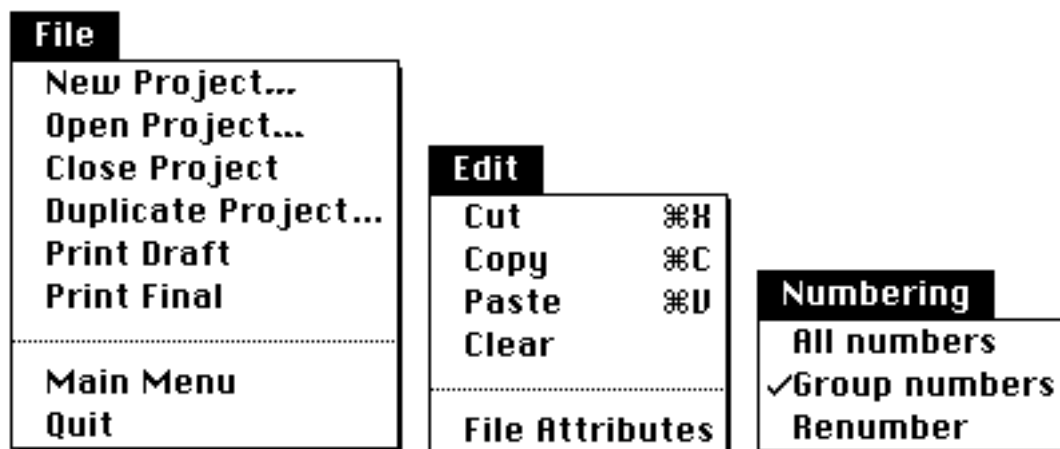 File
New Project...
Open Project...
Close Project
Duplicate Project...
Print Draft
Print Final
Main Menu
Quit
Edit
Cut ⌘X
Copy ⌘C
Paste ⌘V
Clear
File Attributes
Numbering
All numbers
✓Group numbers
Renumber